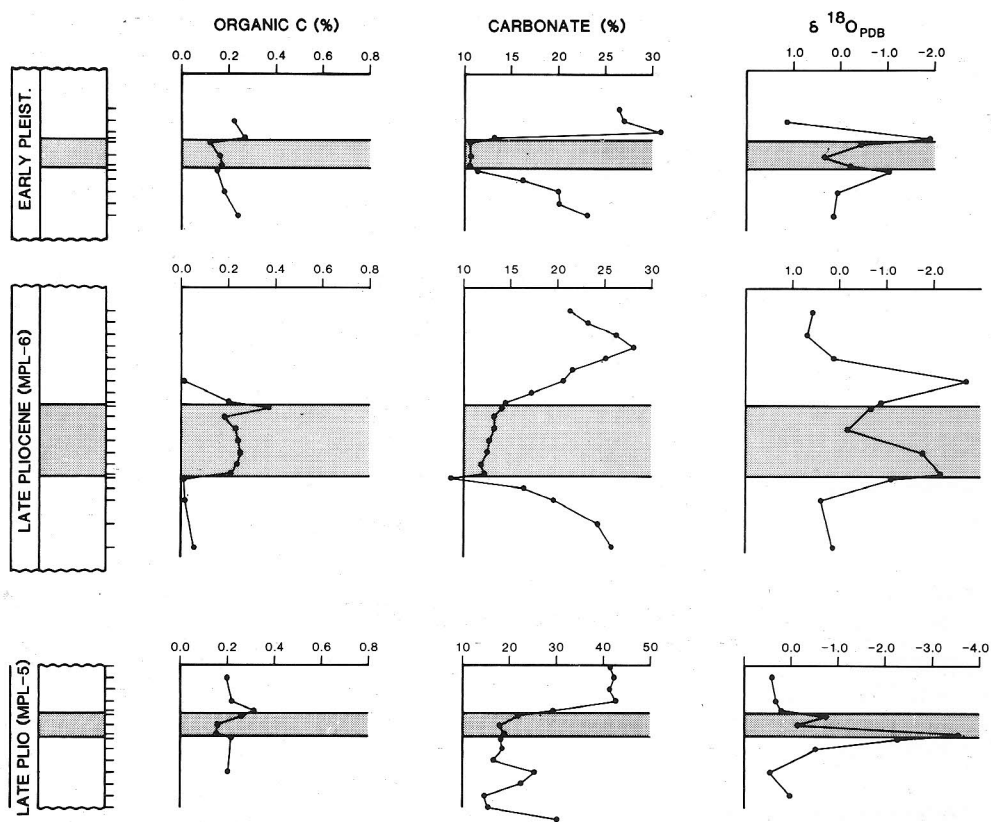 ORGANIC C (%) CARBONATE (%) δ 18O PDB
0.0 0.2 0.4 0.6 0.8 10 15 20 25 30 1.0 0.0 -1.0 -2.0
EARLY PLEIST.
0.0 0.2 0.4 0.6 0.8 10 15 20 25 30 1.0 0.0 -1.0 -2.0
LATE PLIOCENE (MPL-6)
0.0 0.2 0.4 0.6 0.8 10 20 30 40 50 0.0 -1.0 -2.0 -3.0 -4.0
LATE PLIO (MPL-5)